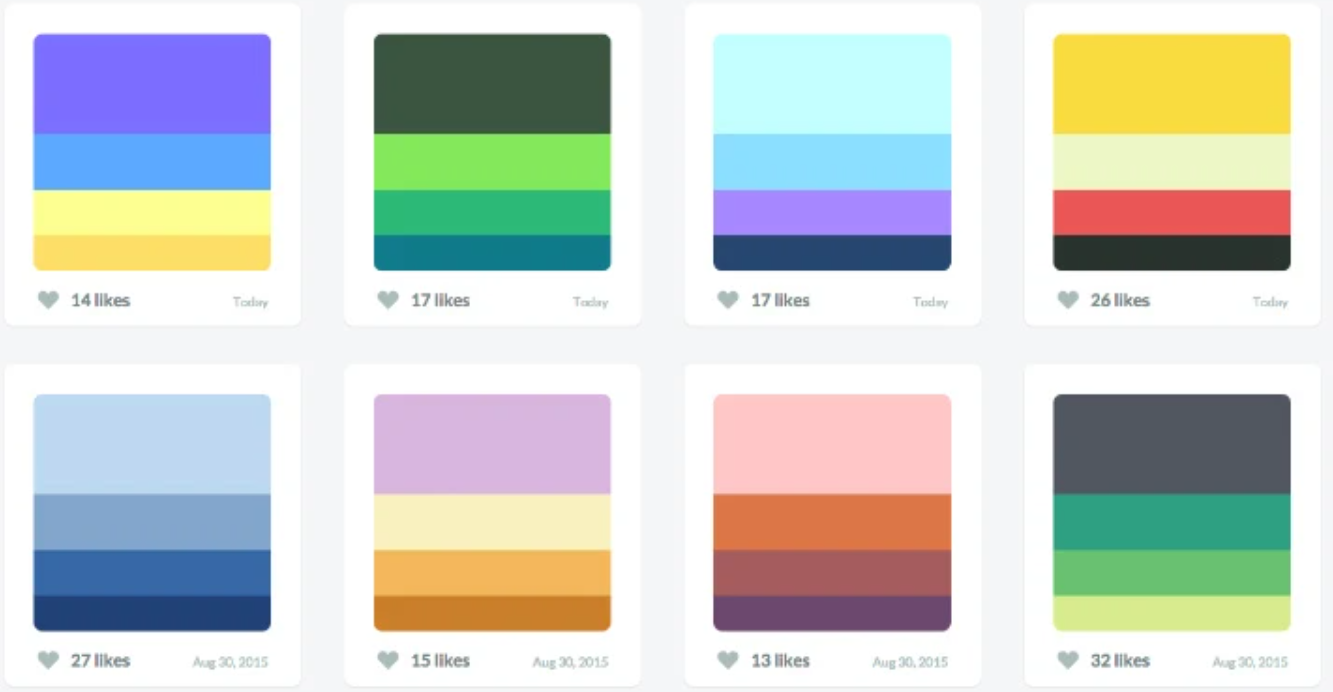 14 likes Today
17 likes Today
17 likes Today
26 likes Today
27 likes Aug 30, 2015
15 likes Aug 30, 2015
13 likes Aug 30, 2015
32 likes Aug 30, 2015